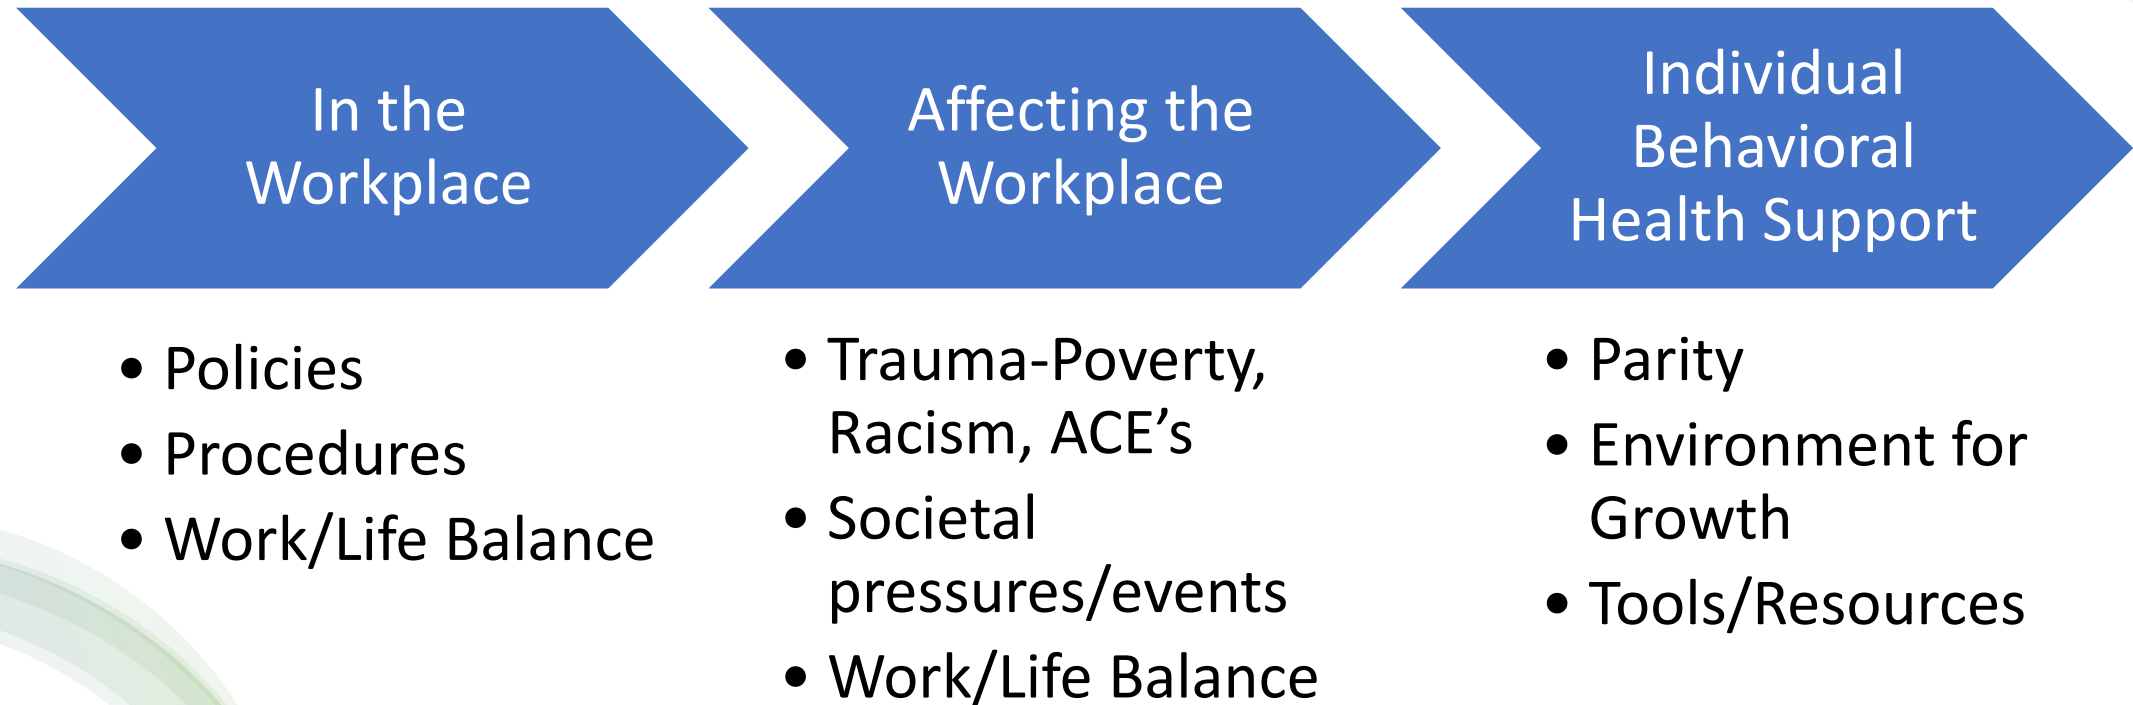 In the
Workplace
• Policies
• Procedures
• Work/Life Balance
Affecting the
Workplace
• Trauma-Poverty,
Racism, ACE’s
• Societal
pressures/events
• Work/Life Balance
Individual
Behavioral
Health Support
• Parity
• Environment for
Growth
• Tools/Resources